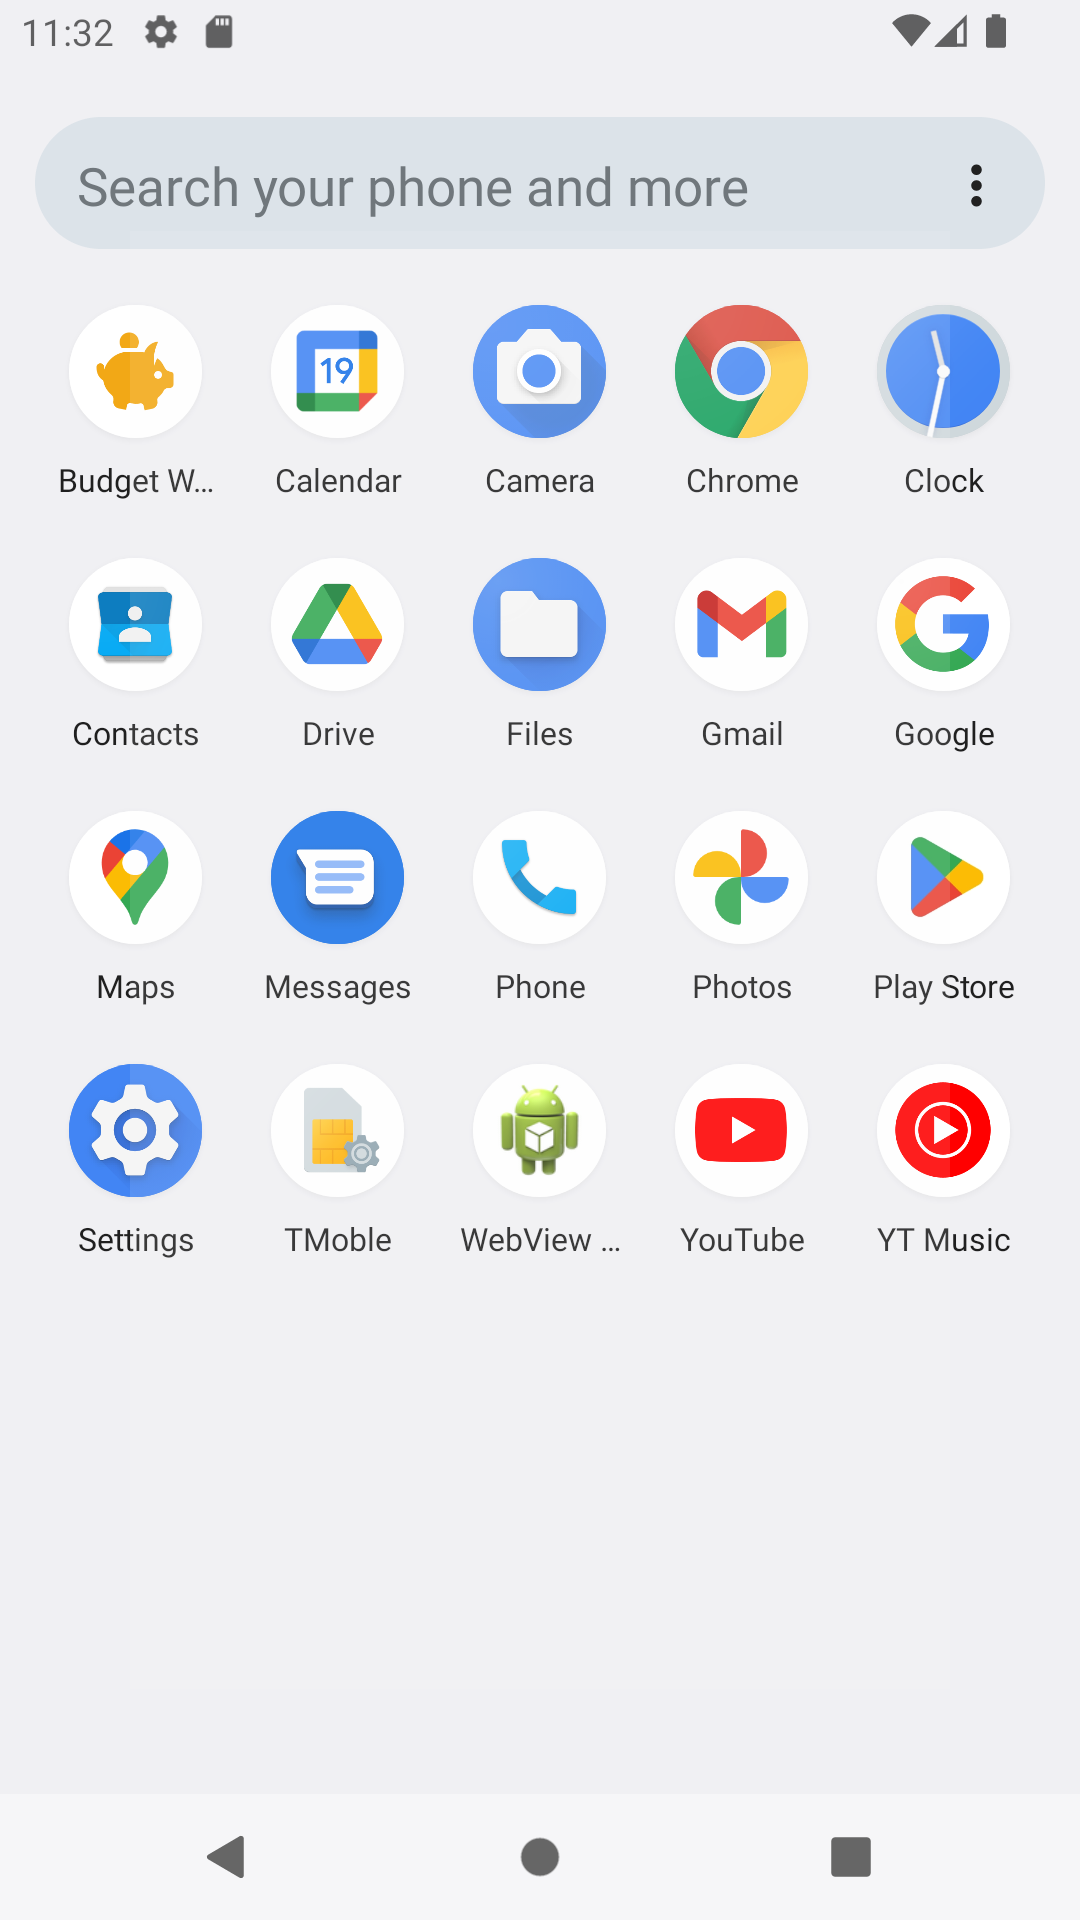 11:32
Search your phone and more
19
Budget W...
Calendar
Camera
Chrome
Clock
Contacts
Drive
Files
Gmail
Google
Maps
Messages
Phone
Photos
Play Store
Settings
TMoble
WebView ...
YouTube
YT Music